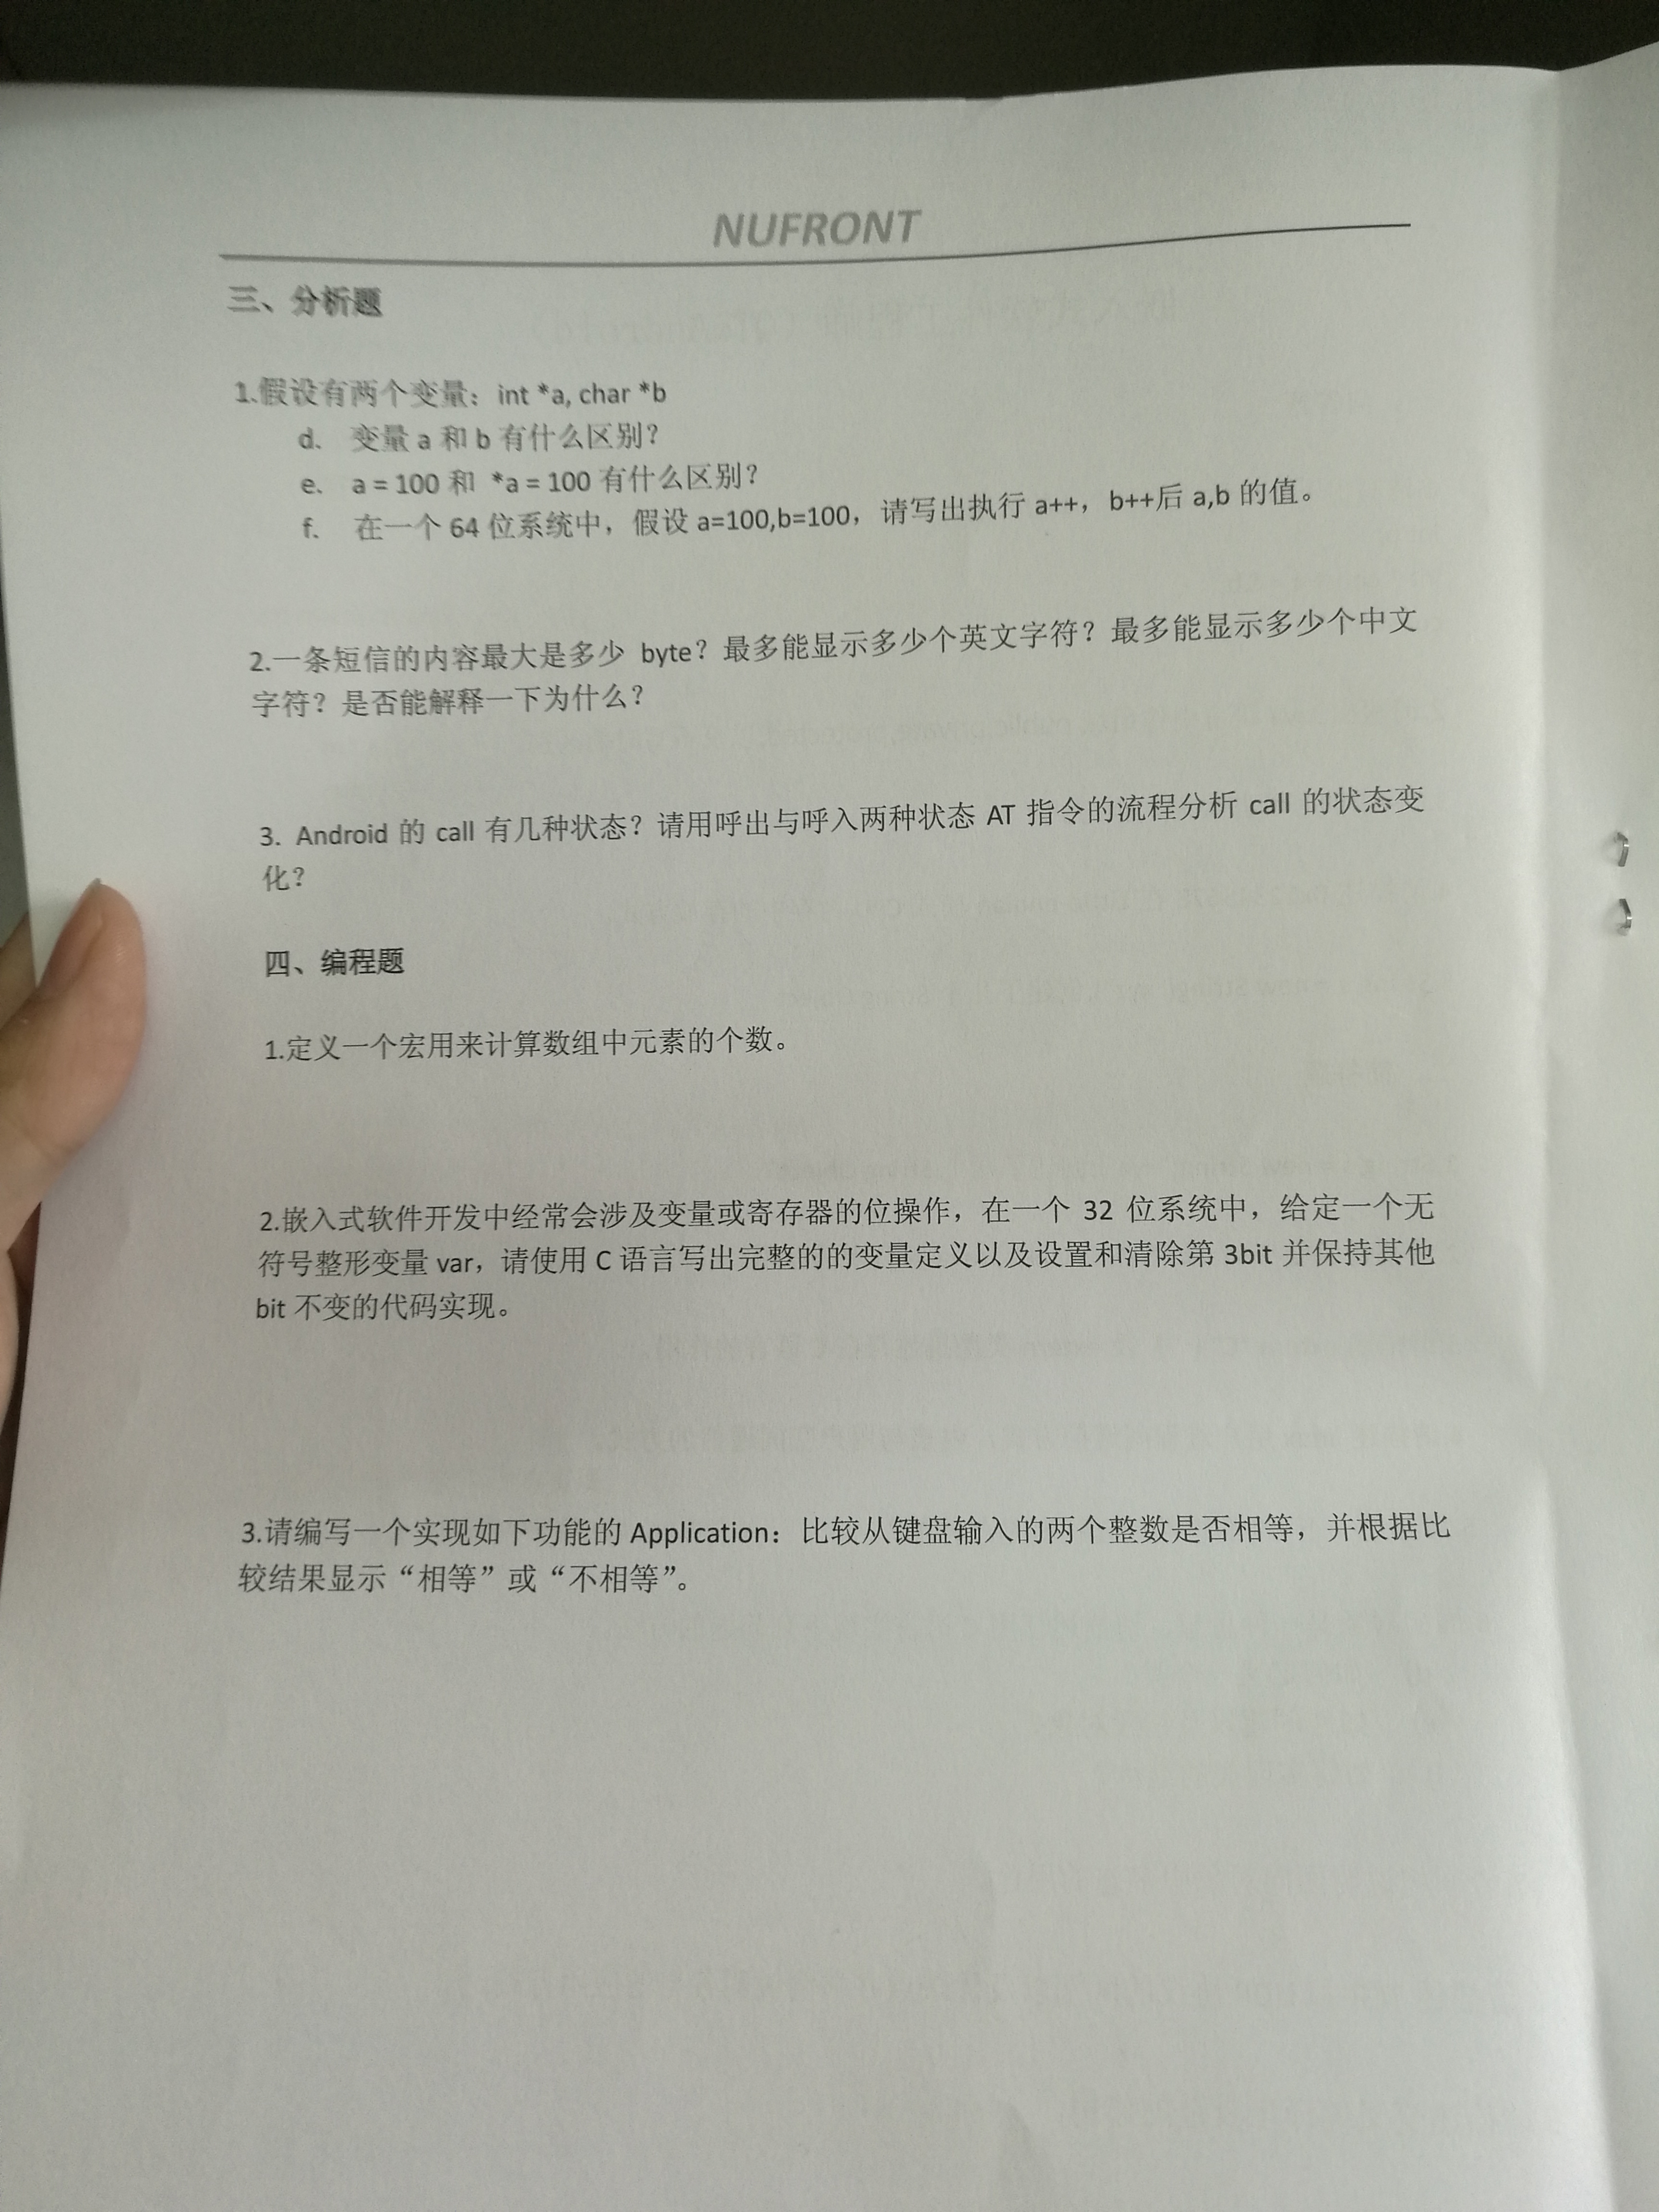 NUFRONT
三、分析题
1.假设有两个变量：int *a, char *b
d. 变量 a 和 b 有什么区别？
e. a = 100 和 *a = 100 有什么区别？
f. 在一个 64 位系统中，假设 a=100,b=100，请写出执行 a++，b++后 a,b 的值。
2.一条短信的内容最大是多少 byte？最多能显示多少个英文字符？最多能显示多少个中文
字符？是否能解释一下为什么？
3. Android 的 call 有几种状态？请用呼出与呼入两种状态 AT 指令的流程分析 call 的状态变
化？
四、编程题
1.定义一个宏用来计算数组中元素的个数。
2.嵌入式软件开发中经常会涉及变量或寄存器的位操作，在一个 32 位系统中，给定一个无
符号整形变量 var，请使用 C 语言写出完整的的变量定义以及设置和清除第 3bit 并保持其他
bit 不变的代码实现。
3.请编写一个实现如下功能的 Application：比较从键盘输入的两个整数是否相等，并根据比
较结果显示“相等”或“不相等”。